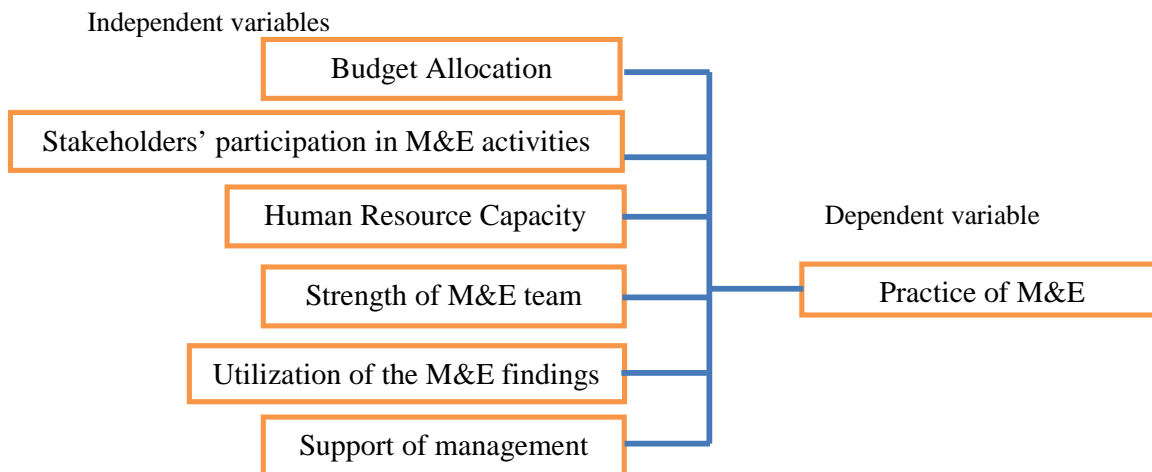 Independent variables
Budget Allocation
Stakeholders’ participation in M&E activities
Human Resource Capacity
Dependent variable
Strength of M&E team
Practice of M&E
Utilization of the M&E findings
Support of management